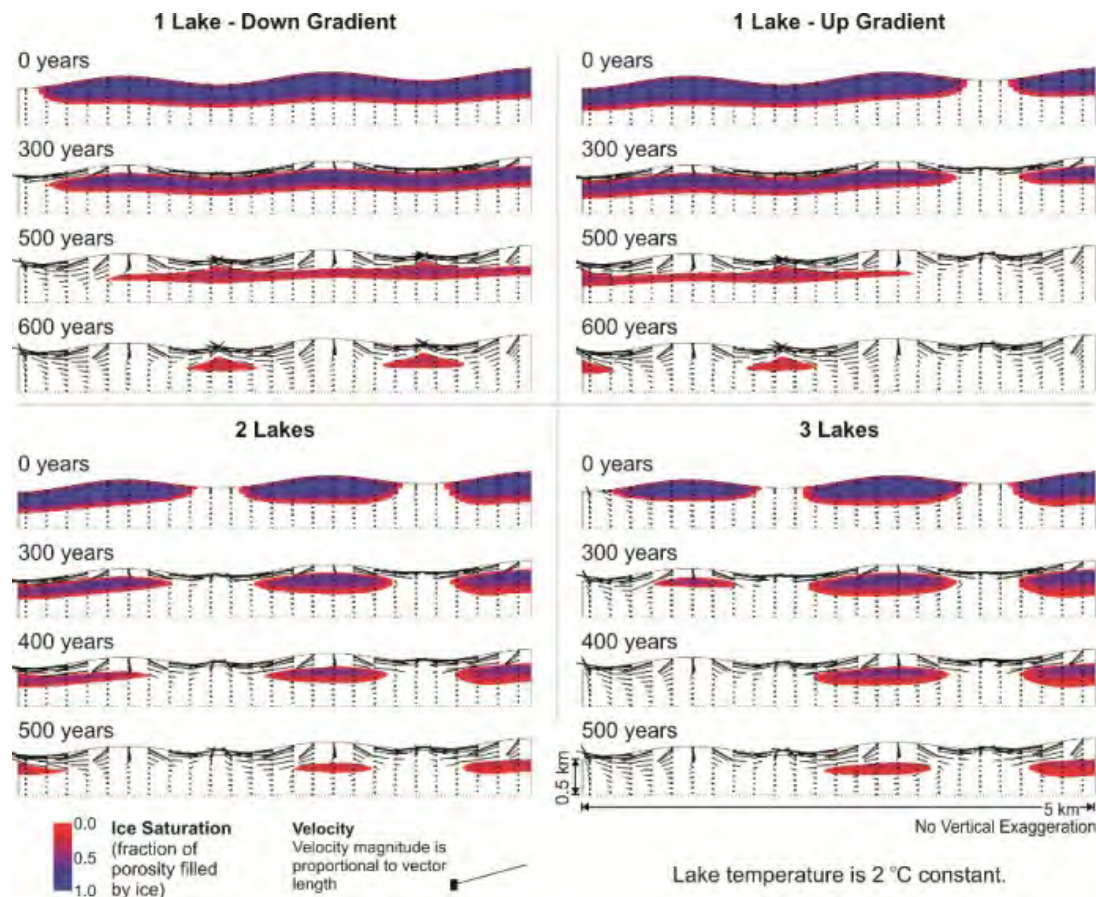 1 Lake - Down Gradient
0 years
300 years
500 years
600 years
1 Lake - Up Gradient
0 years
300 years
500 years
600 years
2 Lakes
0 years
300 years
400 years
500 years
3 Lakes
0 years
300 years
400 years
500 years
0.5 km
5 km
No Vertical Exaggeration
0.0
0.5
1.0
Ice Saturation
(fraction of
porosity filled
by ice)
Velocity
Velocity magnitude is
proportional to vector
length
Lake temperature is 2 °C constant.